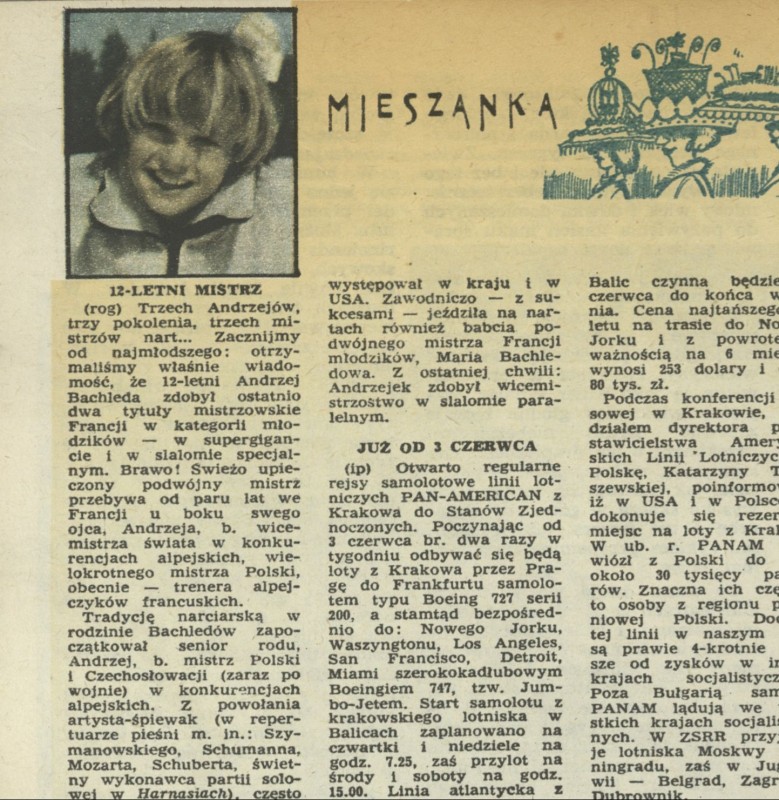 MIESZANKA
12-LETNI MISTRZ
(rog) Trzech Andrzejów,
trzy pokolenia, trzech mi-
strzów nart... Zacznijmy
od najmłodszego: otrzy-
maliśmy właśnie wiado-
mość, że 12-letni Andrzej
Bachleda zdobył ostatnio
dwa tytuły mistrzowskie
Francji w kategorii mło-
dzików — w supergigan-
cie i w slalomie specjal-
nym. Brawo! Świeżo upie-
czony podwójny mistrz
przebywa od paru lat we
Francji u boku swego
ojca, Andrzeja, b. wice-
mistrza świata w konku-
rencjach alpejskich, wie-
lokrotnego mistrza Polski,
obecnie — trenera alpej-
czyków francuskich.
Tradycję narciarską w
rodzinie Bachledów zapo-
czątkował senior rodu,
Andrzej, b. mistrz Polski
i Czechosłowacji (zaraz po
wojnie) w konkurencjach
alpejskich. Z powołania
artysta-śpiewak (w reper-
tuarze pieśni m. in.: Szy-
manowskiego, Schumanna,
Mozarta, Schuberta, świet-
ny wykonawca partii solo-
wej w Harnasiach), często
występował w kraju i w
USA. Zawodniczo — z su-
kcesami — jeździła na nar-
tach również babcia po-
dwójnego mistrza Francji
młodzików, Maria Bachle-
dowa. Z ostatniej chwili:
Andrzejek zdobył wicemi-
strzostwo w slalomie para-
lelnym.
JUŻ OD 3 CZERWCA
(ip) Otwarto regularne
rejsy samolotowe linii lot-
niczych PAN-AMERICAN z
Krakowa do Stanów Zjed-
noczonych. Poczynając od
3 czerwca br. dwa razy w
tygodniu odbywać się będą
loty z Krakowa przez Pra-
gę do Frankfurtu samolo-
tem typu Boeing 727 serii
200, a stamtąd bezpośred-
nio do: Nowego Jorku,
Waszyngtonu, Los Angeles,
San Francisco, Detroit,
Miami szerokokadłubowym
Boeingiem 747, tzw. Jum-
bo-Jetem. Start samolotu z
krakowskiego lotniska w
Balicach zaplanowano na
czwartki i niedziele na
godz. 7.25, zaś przylot na
środy i soboty na godz.
15.00. Linia atlantycka z
Balic czynna będzie
czerwca do końca w
nia. Cena najtańszego
letu na trasie do No
Jorku i z powrote
ważnością na 6 mie
wynosi 253 dolary i
80 tys. zł.
Podczas konferencji
sowej w Krakowie,
działem dyrektora p
stawicielstwa Amery
skich Linii Lotniczyc
Polskę, Katarzyny T
szewskiej, poinformow
iż w USA i w Polsc
dokonuje się rezer
miejsc na loty z Kral
W ub. r. PANAM
wiózł z Polski do
około 30 tysięcy pa
rów. Znaczna ich czę
to osoby z regionu p
niowej Polski. Doc
tej linii w naszym
są prawie 4-krotnie
sze od zysków w in
krajach socjalistycz
Poza Bułgarią sam
PANAM lądują we
stkich krajach socjalis
nych. W ZSRR przyj
je lotniska Moskwy
ningradu, zaś w Jug
wii — Belgrad, Zagr
Dubrownik.